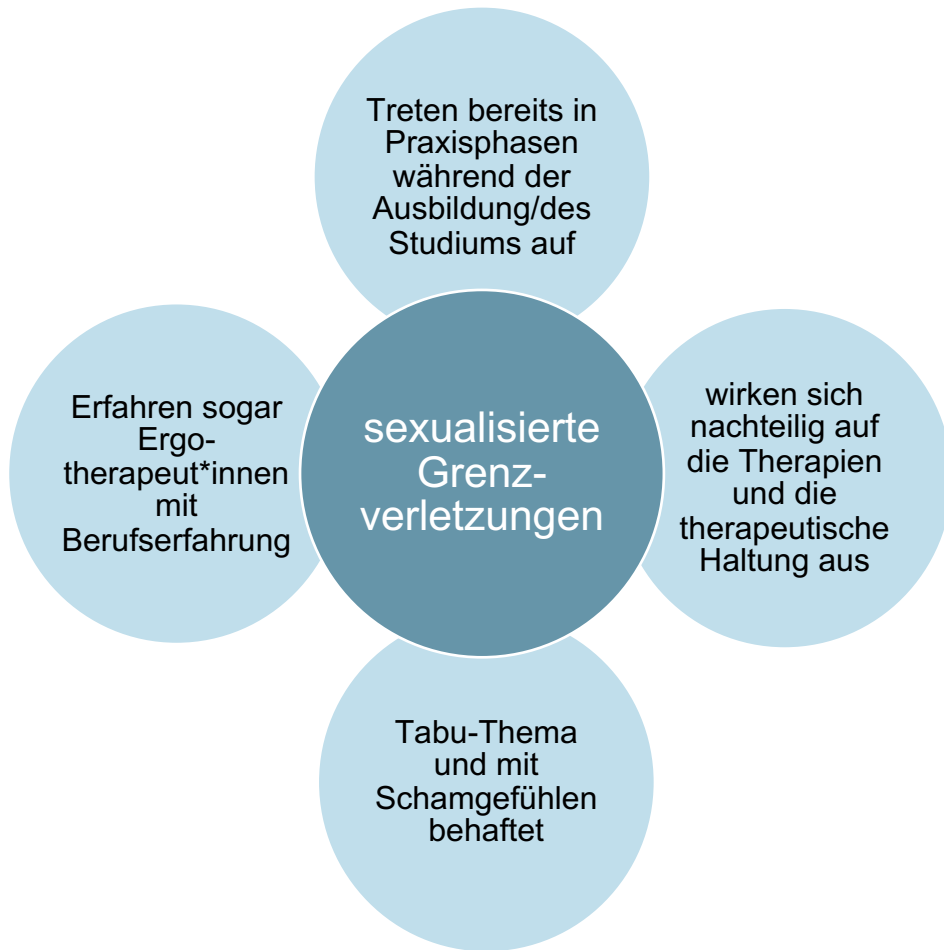 Treten bereits in
Praxisphasen
während der
Ausbildung/des
Studiums auf
Erfahren sogar
Ergo-
therapeut*innen
mit
Berufserfahrung
sexualisierte
Grenz-
verletzungen
wirken sich
nachteilig auf
die Therapien
und die
therapeutische
Haltung aus
Tabu-Thema
und mit
Schamgefühlen
behaftet